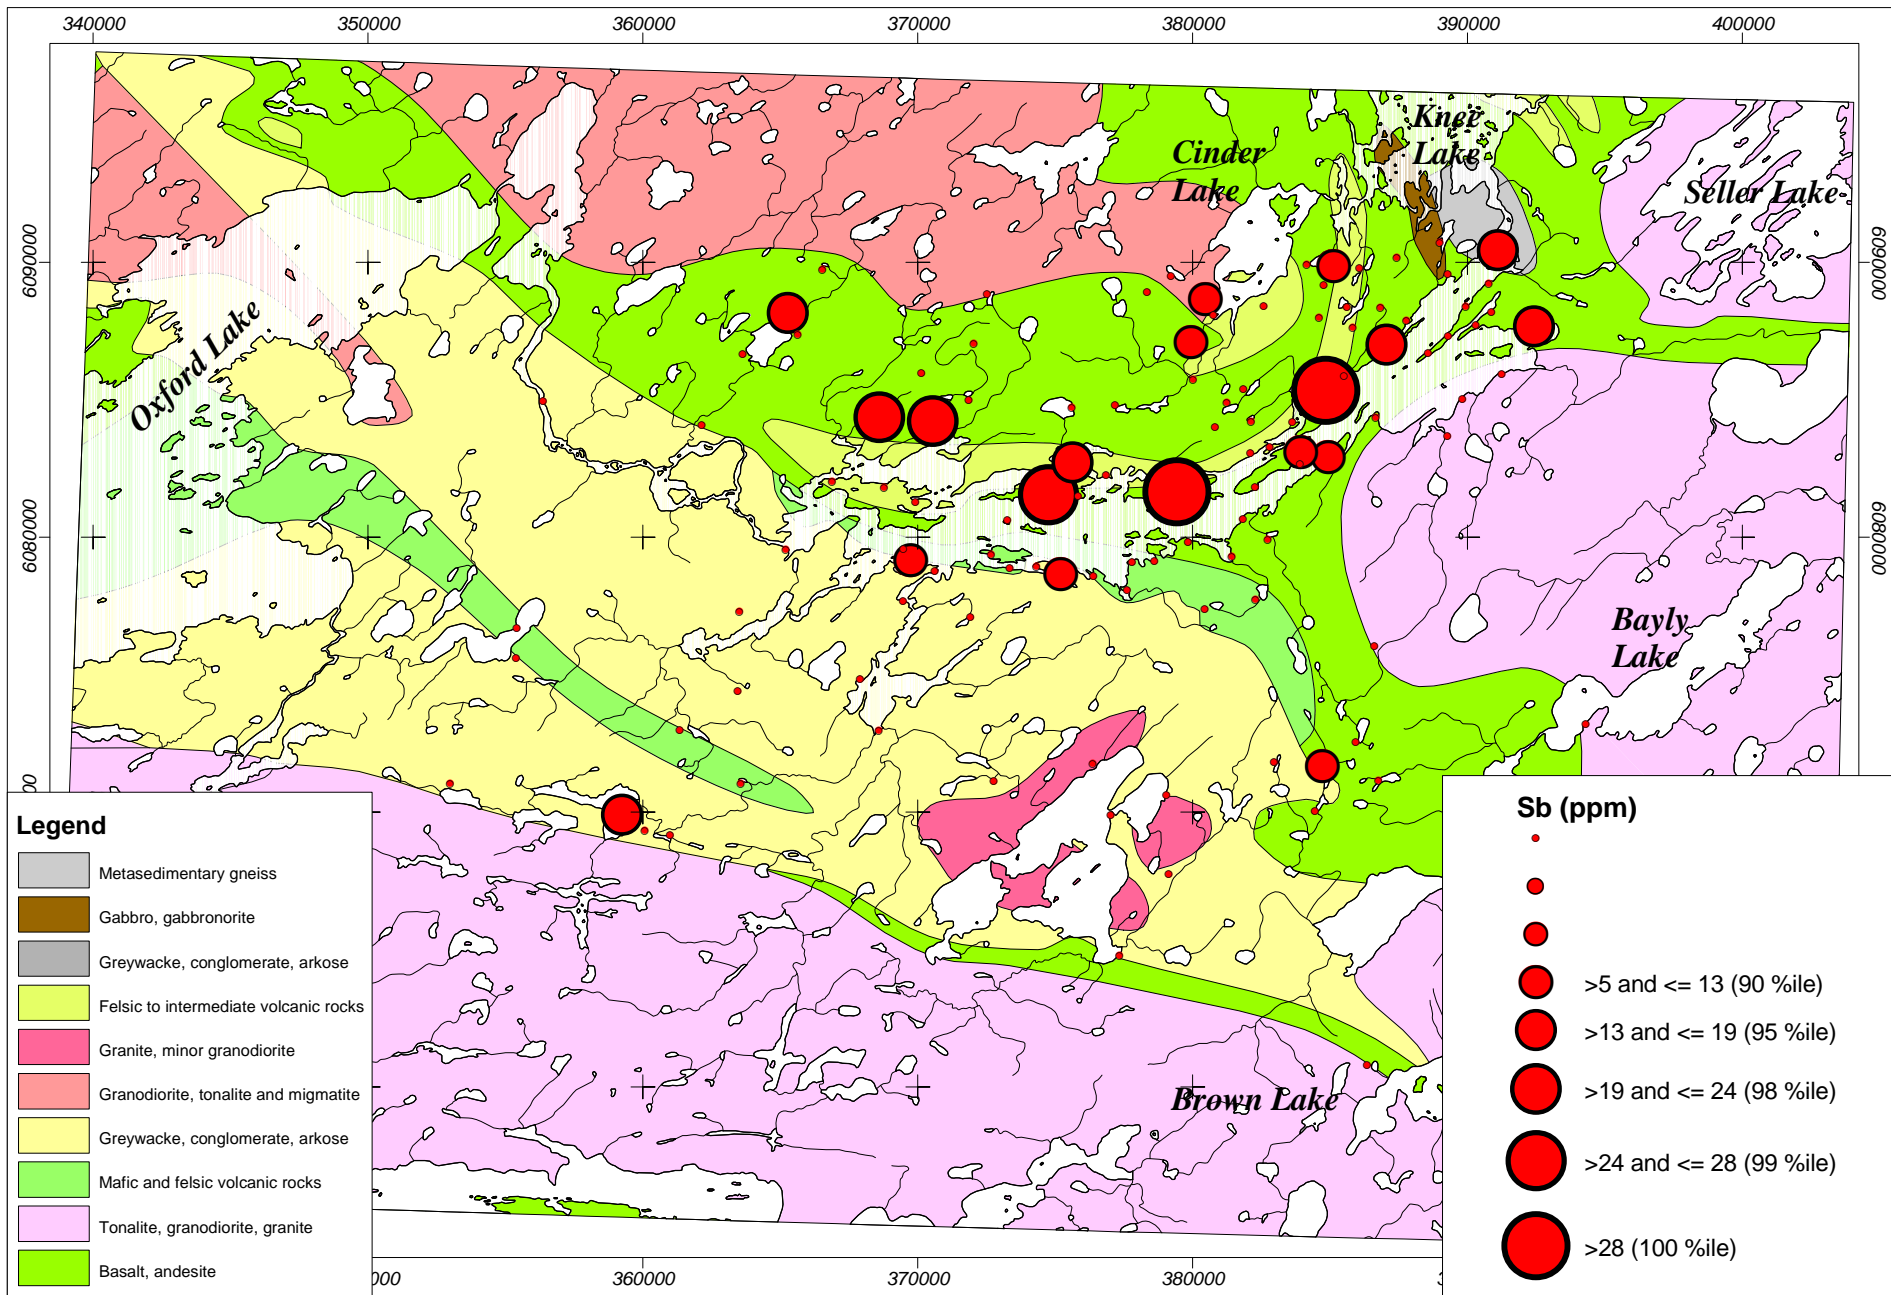 340000 350000 360000 370000 380000 390000 400000
Knee
Lake
Cinder
Lake
Seller Lake
6090000
6090000
Oxford Lake
6080000
6080000
Bayly
Lake
Brown Lake
Legend
Metasedimentary gneiss
Gabbro, gabbronorite
Greywacke, conglomerate, arkose
Felsic to intermediate volcanic rocks
Granite, minor granodiorite
Granodiorite, tonalite and migmatite
Greywacke, conglomerate, arkose
Mafic and felsic volcanic rocks
Tonalite, granodiorite, granite
Basalt, andesite
Sb (ppm)
>5 and <= 13 (90 %ile)
>13 and <= 19 (95 %ile)
>19 and <= 24 (98 %ile)
>24 and <= 28 (99 %ile)
>28 (100 %ile)
360000 370000 380000